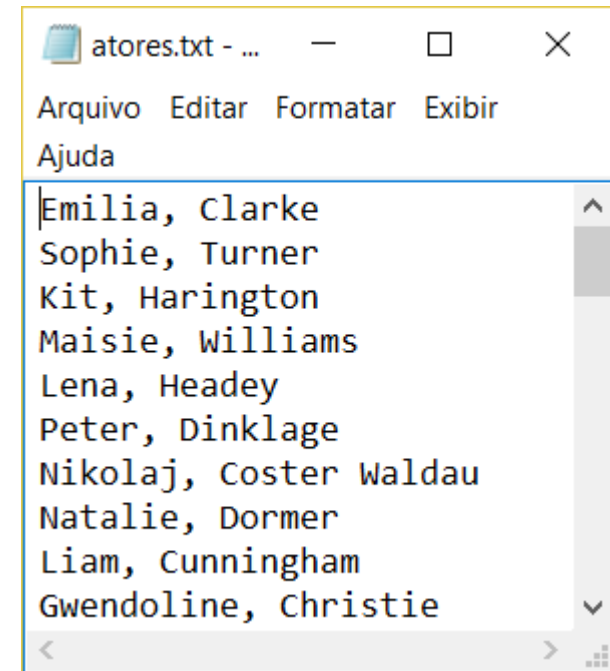 atores.txt - ...
Arquivo Editar Formatar Exibir
Ajuda
Emilia, Clarke
Sophie, Turner
Kit, Harington
Maisie, Williams
Lena, Headey
Peter, Dinklage
Nikolaj, Coster Waldau
Natalie, Dormer
Liam, Cunningham
Gwendoline, Christie